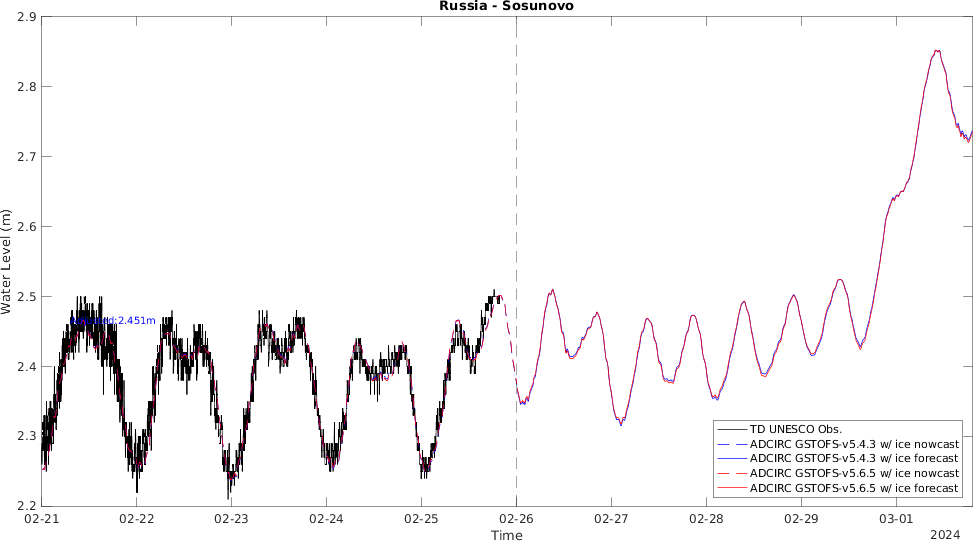 Russia - Sosunovo
2.9
2.8
2.7
2.6
2.5
2.4
2.3
2.2
Water Level (m)
:2.451m
TD UNESCO Obs.
ADCIRC GSTOFS-v5.4.3 w/ ice nowcast
ADCIRC GSTOFS-v5.4.3 w/ ice forecast
ADCIRC GSTOFS-v5.6.5 w/ ice nowcast
ADCIRC GSTOFS-v5.6.5 w/ ice forecast
02-21 02-22 02-23 02-24 02-25 02-26 02-27 02-28 02-29 03-01
Time
2024